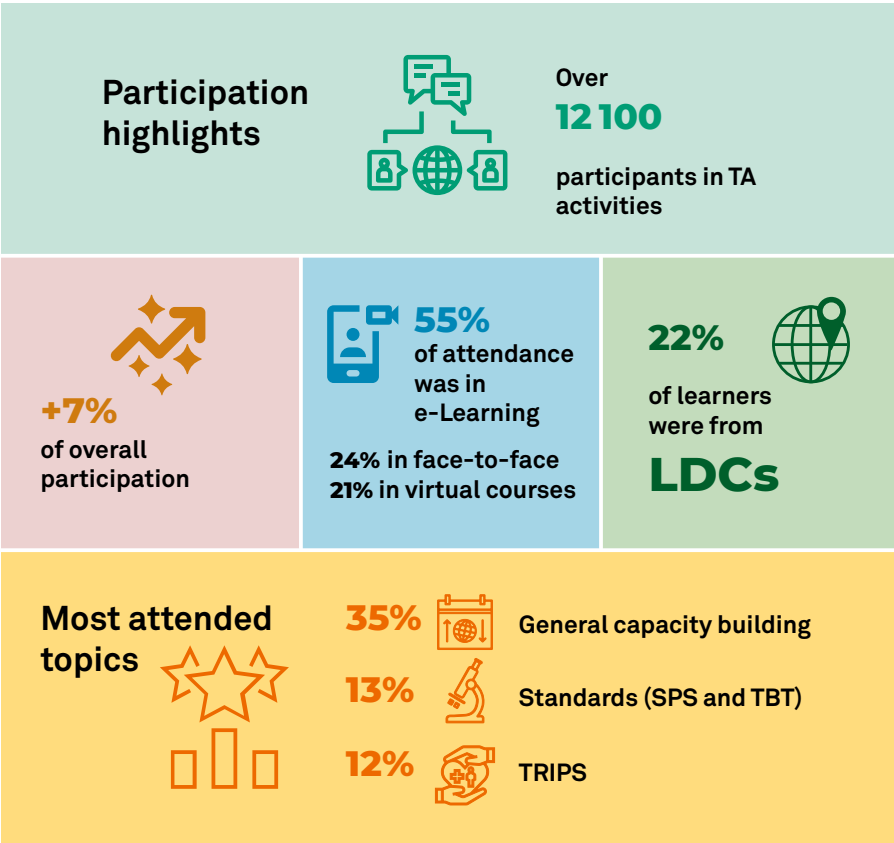 Participation
highlights
Over
12 100
participants in TA
activities
+7%
of overall
participation
55%
of attendance
was in
e-Learning
24% in face-to-face
21% in virtual courses
22%
of learners
were from
LDCs
Most attended
topics
35% General capacity building
13% Standards (SPS and TBT)
12% TRIPS